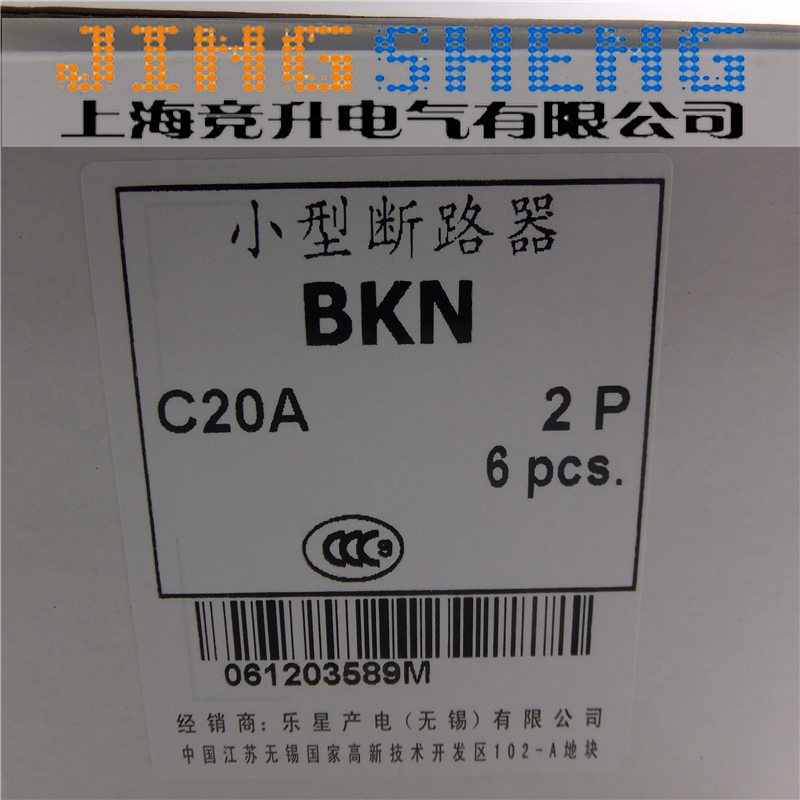 JINGSHENG
上海竞升电气有限公司
小型断路器
BKN
C20A 2 P
6 pcs.
CCC S
061203589M
经销商:乐星产电(无锡)有限公司
中国江苏无锡国家高新技术开发区102-A地块